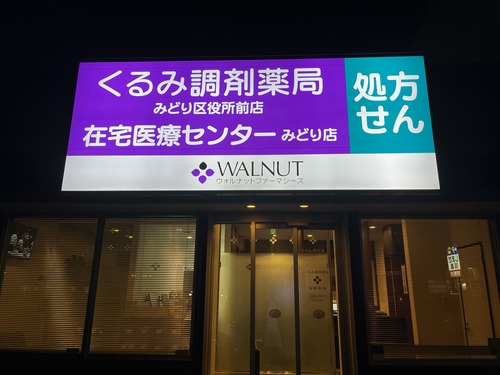 くるみ調剤薬局
みどり区役所前店
在宅医療センター みどり店
処方
せん
WALNUT
ウォルナットファーマシーズ
WALNUT